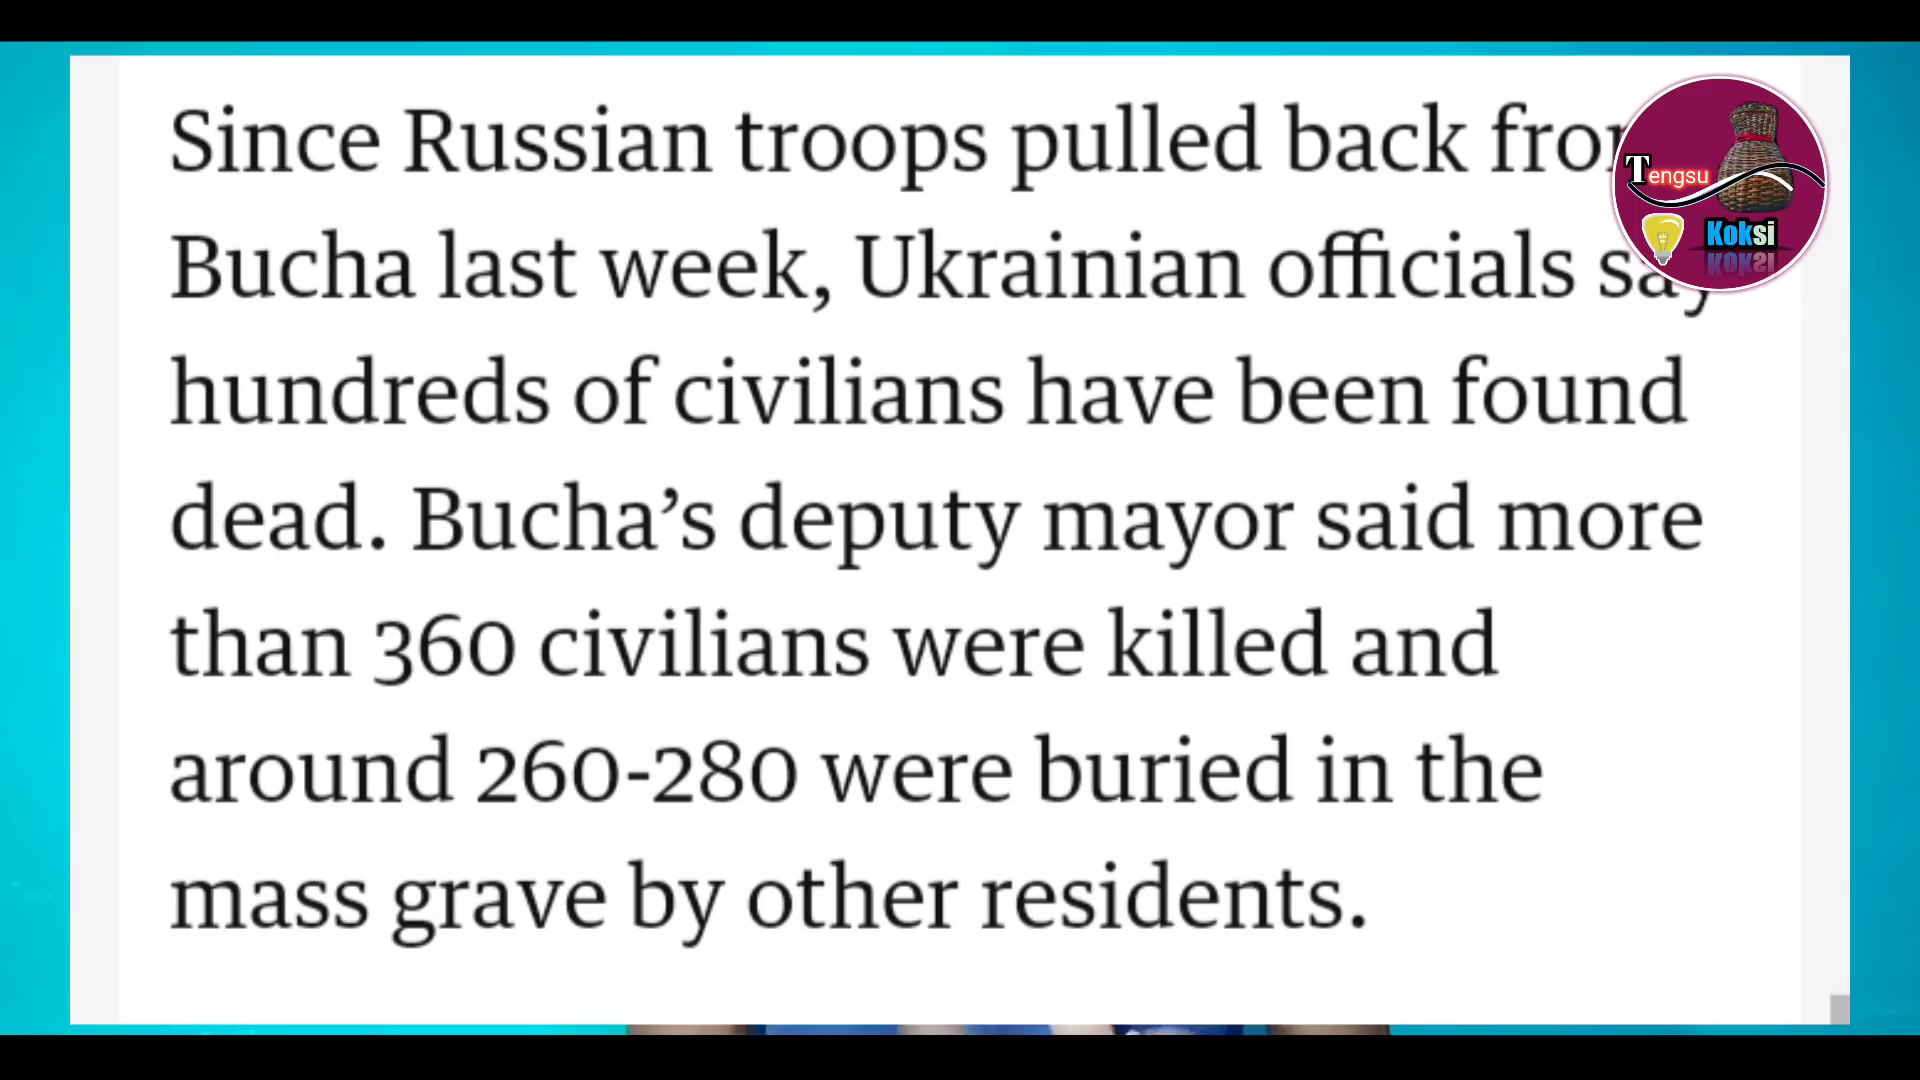 Since Russian troops pulled back from
Bucha last week, Ukrainian officials say
hundreds of civilians have been found
dead. Bucha’s deputy mayor said more
than 360 civilians were killed and
around 260-280 were buried in the
mass grave by other residents.
Tengsu
Koksi